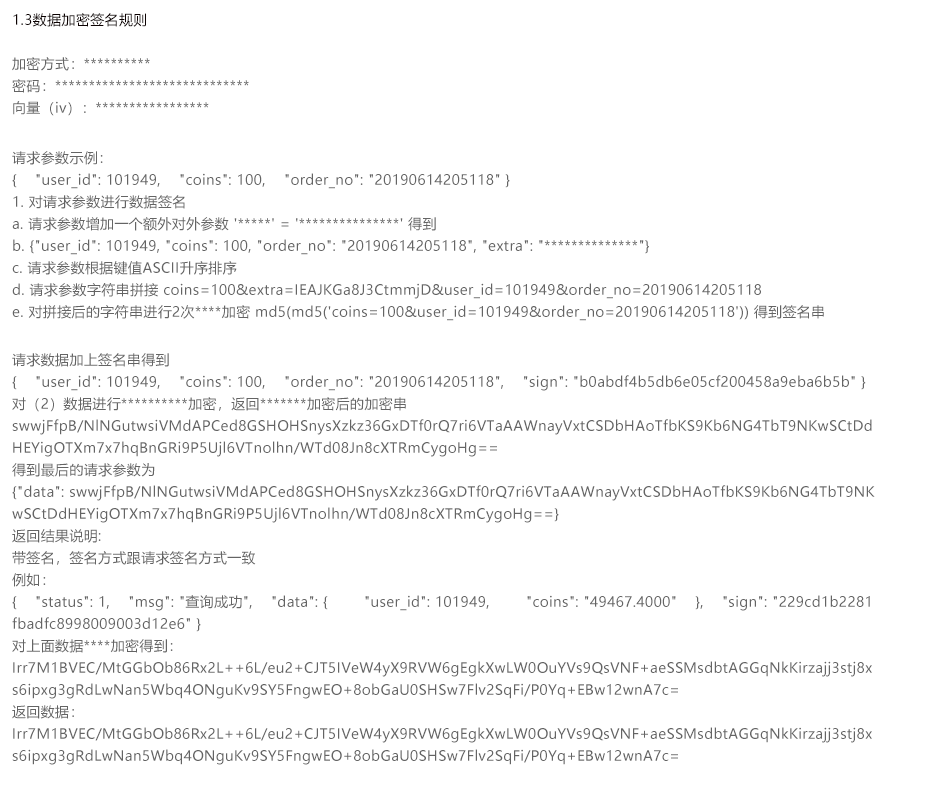 1.3数据加密签名规则
加密方式：**********
密码：*****************************
向量（iv）：*****************
请求参数示例：
{ "user_id": 101949, "coins": 100, "order_no": "20190614205118" }
1. 对请求参数进行数据签名
a. 请求参数增加一个额外对外参数 '*****' = '***************' 得到
b. {"user_id": 101949, "coins": 100, "order_no": "20190614205118", "extra": "**************"}
c. 请求参数根据键值ASCII升序排序
d. 请求参数字符串拼接 coins=100&extra=IEAJKGa8J3CtmmjD&user_id=101949&order_no=20190614205118
e. 对拼接后的字符串进行2次****加密 md5(md5('coins=100&user_id=101949&order_no=20190614205118')) 得到签名串
请求数据加上签名串得到
{ "user_id": 101949, "coins": 100, "order_no": "20190614205118", "sign": "b0abdf4b5db6e05cf200458a9eba6b5b" }
对（2）数据进行**********加密，返回*******加密后的加密串
swwjFfpB/NlNGutwsiVMdAPCed8GSHOHSnysXzkz36GxDTf0rQ7ri6VTaAAWnayVxtCSDbHAoTfbKS9Kb6NG4TbT9NKwSCtDd
HEYigOTXm7x7hqBnGRi9P5Ujl6VTnolhn/WTd08Jn8cXTRmCygoHg==
得到最后的请求参数为
{"data": swwjFfpB/NlNGutwsiVMdAPCed8GSHOHSnysXzkz36GxDTf0rQ7ri6VTaAAWnayVxtCSDbHAoTfbKS9Kb6NG4TbT9NK
wSCtDdHEYigOTXm7x7hqBnGRi9P5Ujl6VTnolhn/WTd08Jn8cXTRmCygoHg==}
返回结果说明:
带签名，签名方式跟请求签名方式一致
例如：
{ "status": 1, "msg": "查询成功", "data": { "user_id": 101949, "coins": "49467.4000" }, "sign": "229cd1b2281
fbadfc8998009003d12e6" }
对上面数据****加密得到：
Irr7M1BVEC/MtGGbOb86Rx2L++6L/eu2+CJT5IVeW4yX9RVW6gEgkXwLW0OuYVs9QsVNF+aeSSMsdbtAGGqNkKirzajj3stj8x
s6ipxg3gRdLwNan5Wbq4ONguKv9SY5FngwEO+8obGaU0SHSw7Flv2SqFi/P0Yq+EBw12wnA7c=
返回数据：
Irr7M1BVEC/MtGGbOb86Rx2L++6L/eu2+CJT5IVeW4yX9RVW6gEgkXwLW0OuYVs9QsVNF+aeSSMsdbtAGGqNkKirzajj3stj8x
s6ipxg3gRdLwNan5Wbq4ONguKv9SY5FngwEO+8obGaU0SHSw7Flv2SqFi/P0Yq+EBw12wnA7c=